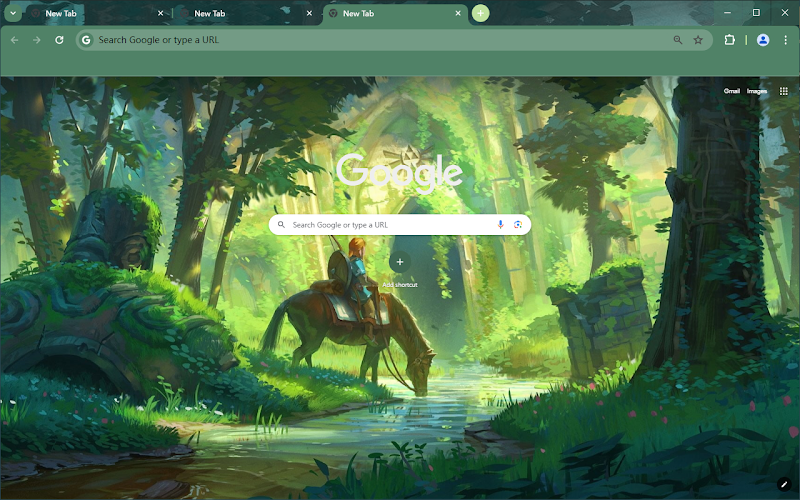 New Tab
New Tab
New Tab
Search Google or type a URL
Gmail Images
Google
Search Google or type a URL
Add shortcut